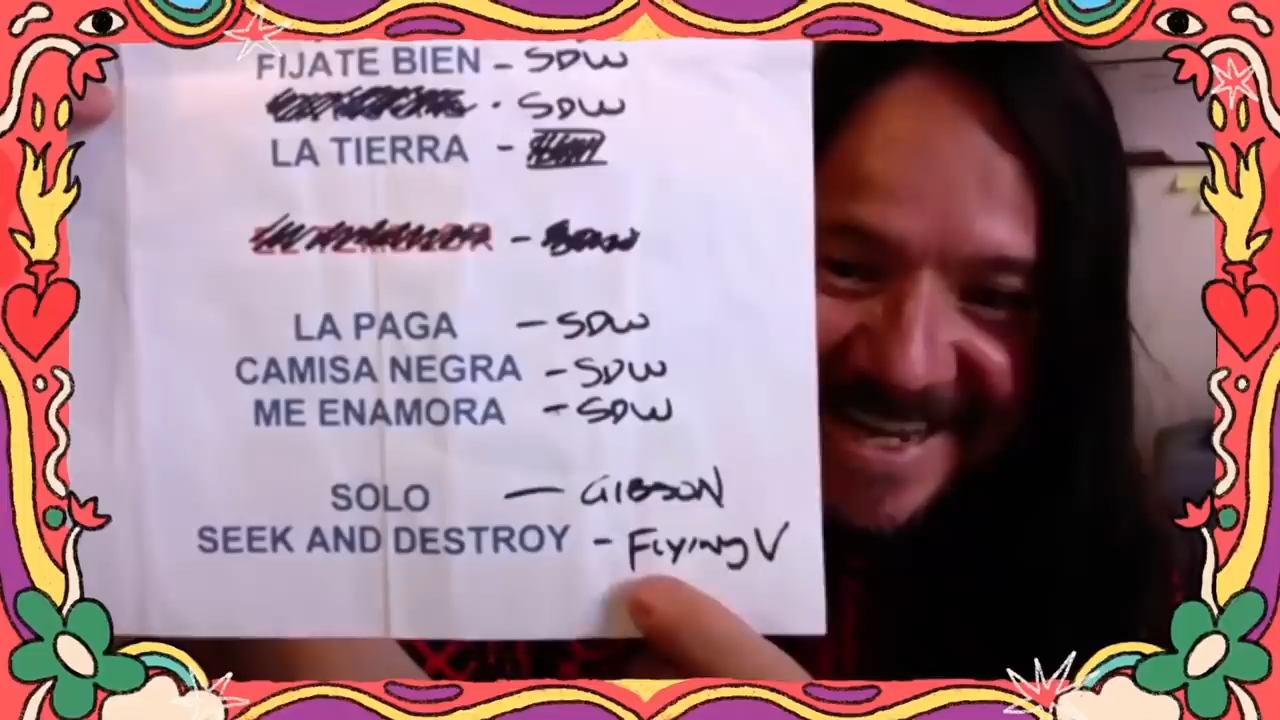 FIJATE BIEN - SDW
- SDW
LA TIERRA -
-
LA PAGA - SDW
CAMISA NEGRA - SDW
ME ENAMORA - SDW
SOLO - GIBSON
SEEK AND DESTROY - Flying V